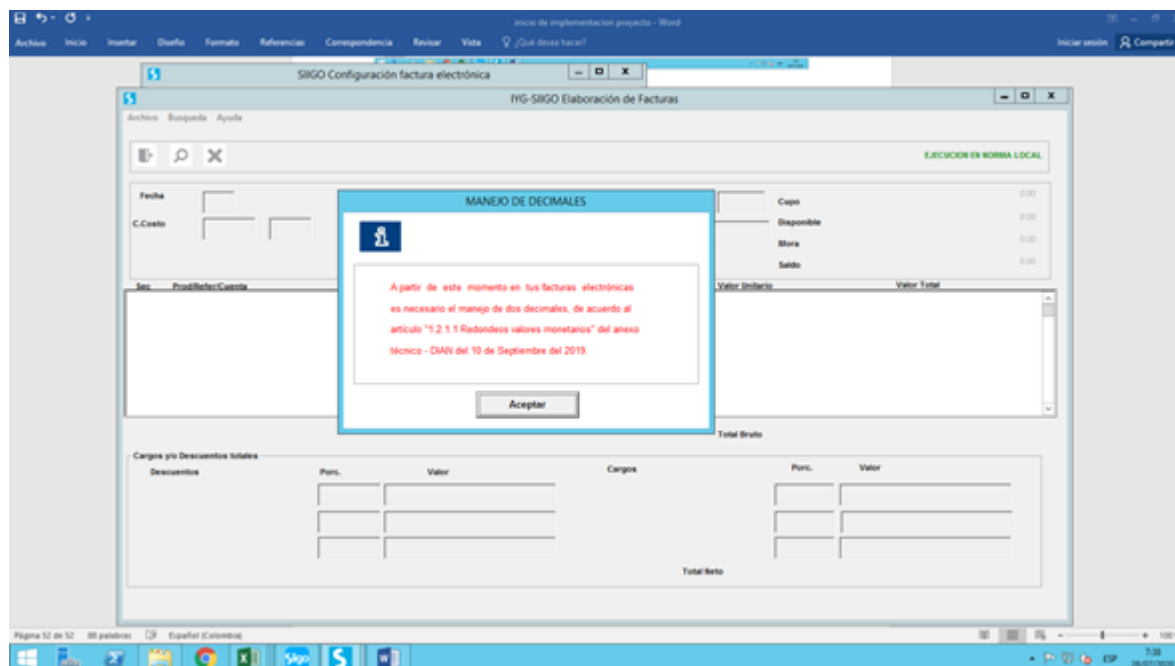 inicio de implementacion proyecto - Word
Archivo Inicio Insertar Diseño Formato Referencias Correspondencia Revisar Vista ¿Qué desea hacer? Iniciar sesión Compartir
SIIGO Configuración factura electrónica
IYG-SIIGO Elaboración de Facturas
Archivo Busqueda Ayuda
EJECUCION EN NORMA LOCAL
Fecha
C.Costo
Cupo 0.00
Disponible 0.00
Mora 0.00
Saldo 0.00
MANEJO DE DECIMALES
A partir de este momento en tus facturas electrónicas
es necesario el manejo de dos decimales, de acuerdo al
artículo "1.2.1.1 Redondeos valores monetarios" del anexo
técnico - DIAN del 10 de Septiembre del 2019.
Aceptar
Sec Prod/Refer/Cuenta Valor Unitario Valor Total
Total Bruto
Cargos y/o Descuentos totales
Descuentos Porc. Valor Cargos Porc. Valor
Total Neto
Página 52 de 52 88 palabras Español (Colombia)
Siigo
ESP
7:38